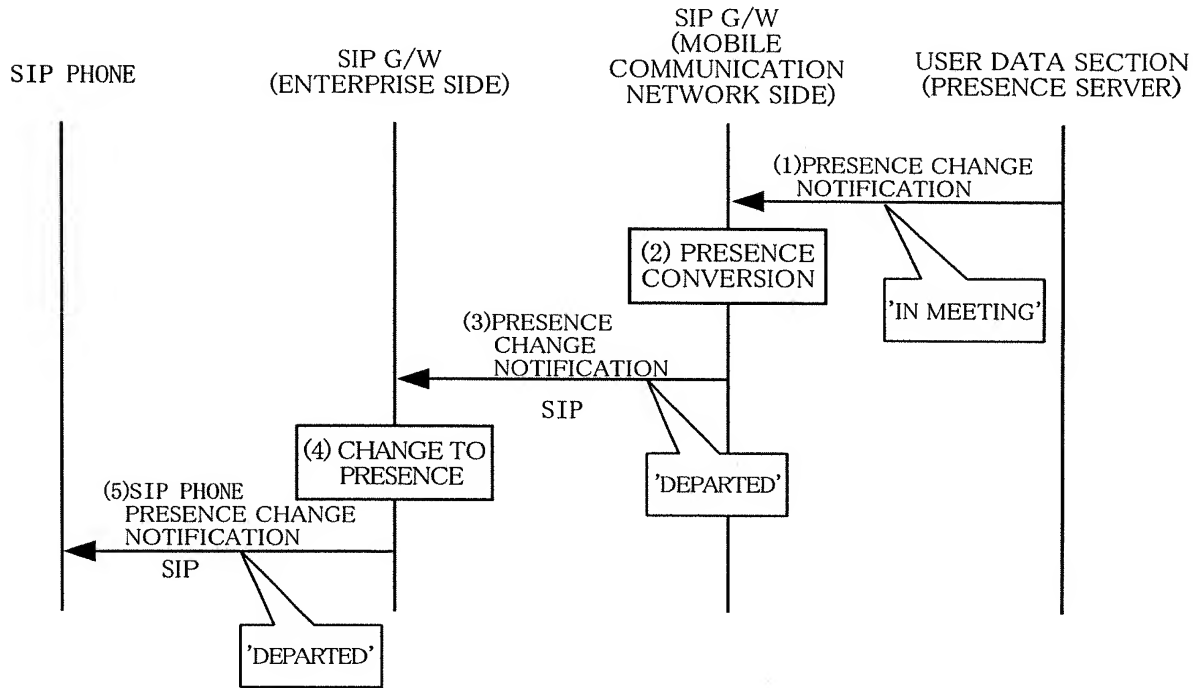 SIP PHONE
SIP G/W
(ENTERPRISE SIDE)
SIP G/W
(MOBILE
COMMUNICATION
NETWORK SIDE)
USER DATA SECTION
(PRESENCE SERVER)
(1)PRESENCE CHANGE
NOTIFICATION
(2) PRESENCE
CONVERSION
'IN MEETING'
(3)PRESENCE
CHANGE
NOTIFICATION
SIP
(4) CHANGE TO
PRESENCE
'DEPARTED'
(5)SIP PHONE
PRESENCE CHANGE
NOTIFICATION
SIP
'DEPARTED'